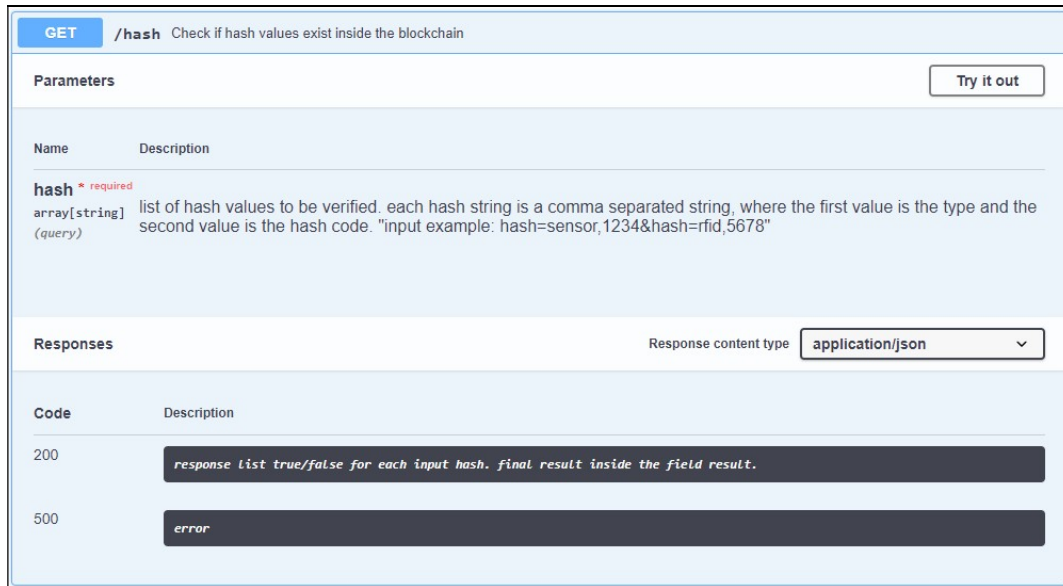 GET /hash Check if hash values exist inside the blockchain
Parameters
Try it out
Name Description
hash * required
array[string]
(query)
list of hash values to be verified. each hash string is a comma separated string, where the first value is the type and the
second value is the hash code. "input example: hash=sensor,1234&hash=rfid,5678"
Responses
Response content type application/json
Code Description
200 response list true/false for each input hash. final result inside the field result.
500 error